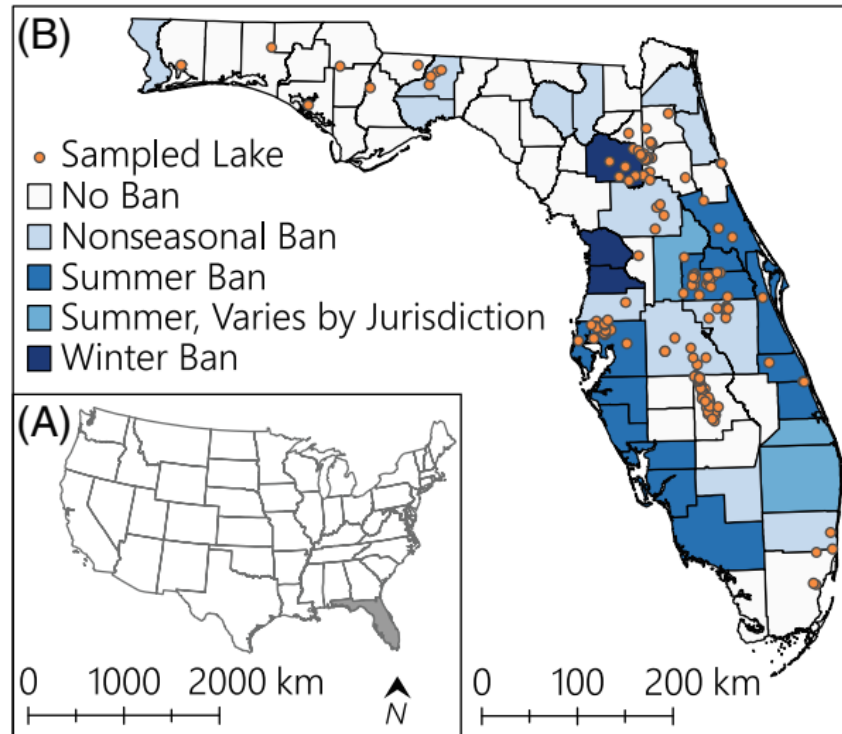 (B)
Sampled Lake
No Ban
Nonseasonal Ban
Summer Ban
Summer, Varies by Jurisdiction
Winter Ban
(A)
0 1000 2000 km
N
0 100 200 km